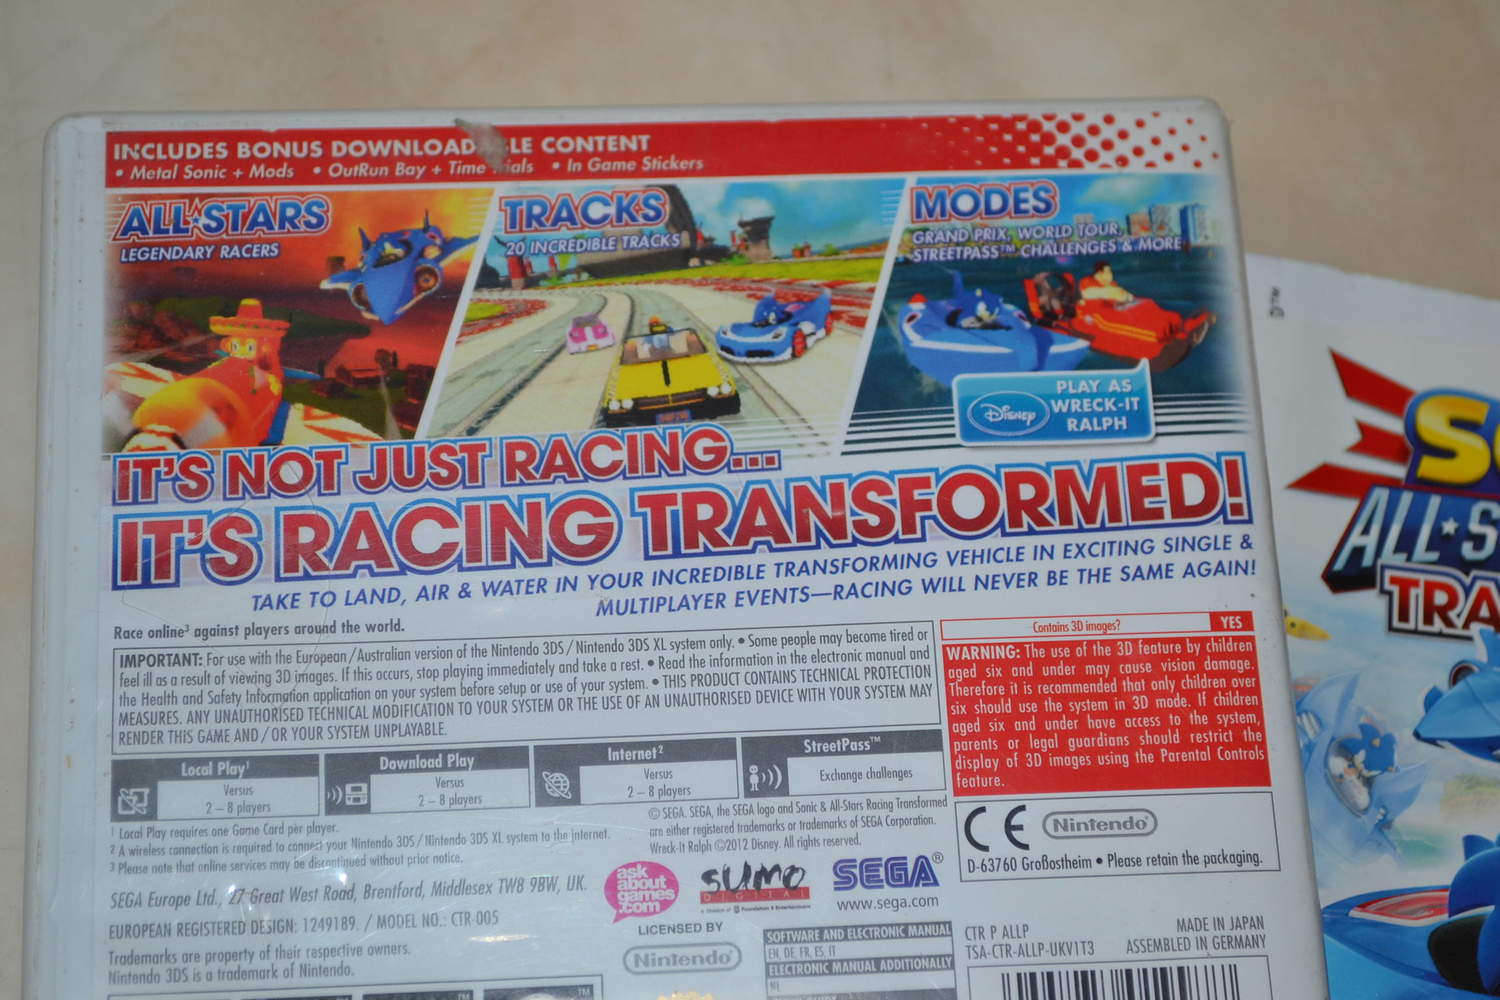 INCLUDES BONUS DOWNLOADABLE CONTENT
• Metal Sonic + Mods • OutRun Bay + Time Trials • In Game Stickers
ALL★STARS
LEGENDARY RACERS
TRACKS
20 INCREDIBLE TRACKS
MODES
GRAND PRIX, WORLD TOUR,
STREETPASS™ CHALLENGES & MORE
Disney
PLAY AS
WRECK-IT
RALPH
IT'S NOT JUST RACING...
IT'S RACING TRANSFORMED!
TAKE TO LAND, AIR & WATER IN YOUR INCREDIBLE TRANSFORMING VEHICLE IN EXCITING SINGLE &
MULTIPLAYER EVENTS—RACING WILL NEVER BE THE SAME AGAIN!
Race online³ against players around the world.
IMPORTANT: For use with the European/Australian version of the Nintendo 3DS/Nintendo 3DS XL system only. • Some people may become tired or
feel ill as a result of viewing 3D images. If this occurs, stop playing immediately and take a rest. • Read the information in the electronic manual and
the Health and Safety Information application on your system before setup or use of your system. • THIS PRODUCT CONTAINS TECHNICAL PROTECTION
MEASURES. ANY UNAUTHORISED TECHNICAL MODIFICATION TO YOUR SYSTEM OR THE USE OF AN UNAUTHORISED DEVICE WITH YOUR SYSTEM MAY
RENDER THIS GAME AND/OR YOUR SYSTEM UNPLAYABLE.
Contains 3D images? YES
WARNING: The use of the 3D feature by children
aged six and under may cause vision damage.
Therefore it is recommended that only children over
six should use the system in 3D mode. If children
aged six and under have access to the system,
parents or legal guardians should restrict the
display of 3D images using the Parental Controls
feature.
Local Play¹
Versus
2 – 8 players
Download Play
Versus
2 – 8 players
Internet²
Versus
2 – 8 players
StreetPass™
Exchange challenges
¹ Local Play requires one Game Card per player.
² A wireless connection is required to connect your Nintendo 3DS/Nintendo 3DS XL system to the internet.
³ Please note that online services may be discontinued without prior notice.
© SEGA. SEGA, the SEGA logo and Sonic & All-Stars Racing Transformed
are either registered trademarks or trademarks of SEGA Corporation.
Wreck-It Ralph ©2012 Disney. All rights reserved.
SEGA Europe Ltd., 27 Great West Road, Brentford, Middlesex TW8 9BW, UK.
EUROPEAN REGISTERED DESIGN: 1249189. / MODEL NO.: CTR-005
Trademarks are property of their respective owners.
Nintendo 3DS is a trademark of Nintendo.
ask
about
games
.com
sumo
DIGITAL
SEGA®
www.sega.com
LICENSED BY
Nintendo®
SOFTWARE AND ELECTRONIC MANUAL
EN, DE, FR, ES, IT
ELECTRONIC MANUAL ADDITIONALLY
NL
CE Nintendo®
D-63760 Großostheim • Please retain the packaging.
CTR P ALLP
TSA-CTR-ALLP-UKV1T3
MADE IN JAPAN
ASSEMBLED IN GERMANY
ALL★S
TRA